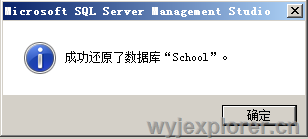 Microsoft SQL Server Management Studio
成功还原了数据库“School”。
确定
wyjexplorer.cn